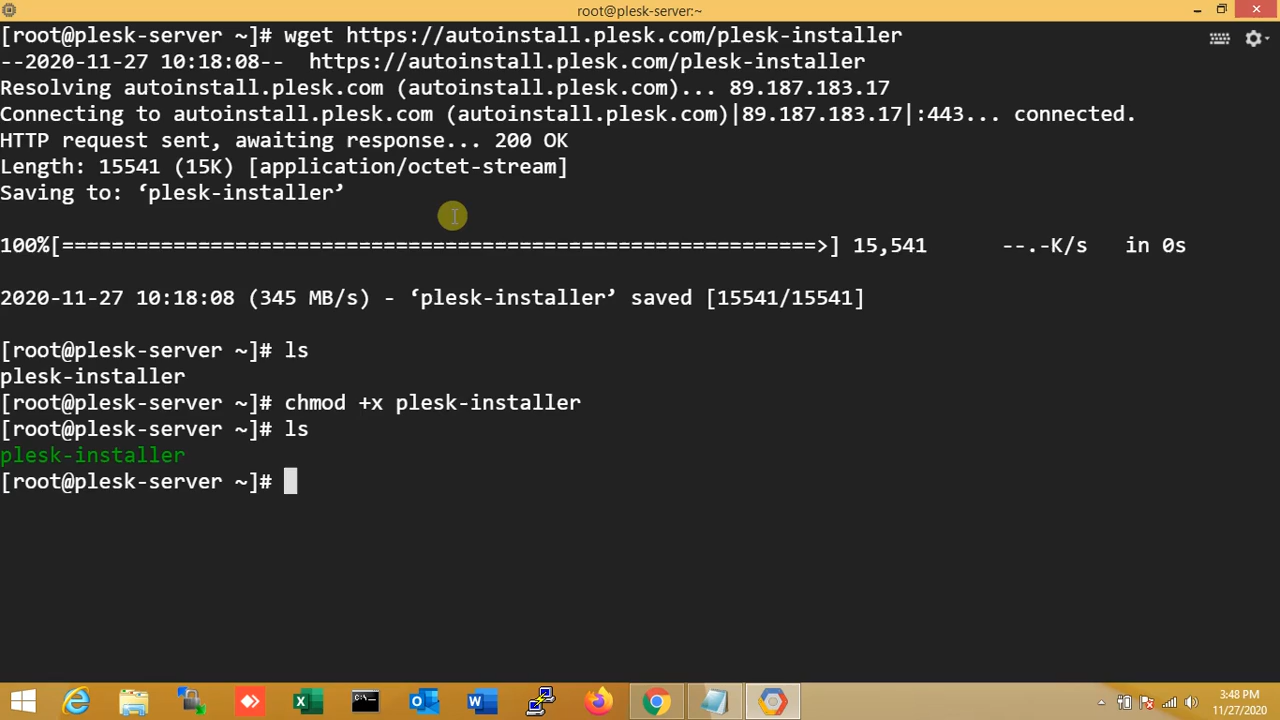 root@plesk-server:~
[root@plesk-server ~]# wget https://autoinstall.plesk.com/plesk-installer
--2020-11-27 10:18:08--  https://autoinstall.plesk.com/plesk-installer
Resolving autoinstall.plesk.com (autoinstall.plesk.com)... 89.187.183.17
Connecting to autoinstall.plesk.com (autoinstall.plesk.com)|89.187.183.17|:443... connected.
HTTP request sent, awaiting response... 200 OK
Length: 15541 (15K) [application/octet-stream]
Saving to: ‘plesk-installer’
100%[=============================================================>] 15,541      --.-K/s   in 0s
2020-11-27 10:18:08 (345 MB/s) - ‘plesk-installer’ saved [15541/15541]
[root@plesk-server ~]# ls
plesk-installer
[root@plesk-server ~]# chmod +x plesk-installer
[root@plesk-server ~]# ls
plesk-installer
[root@plesk-server ~]#
3:48 PM
11/27/2020